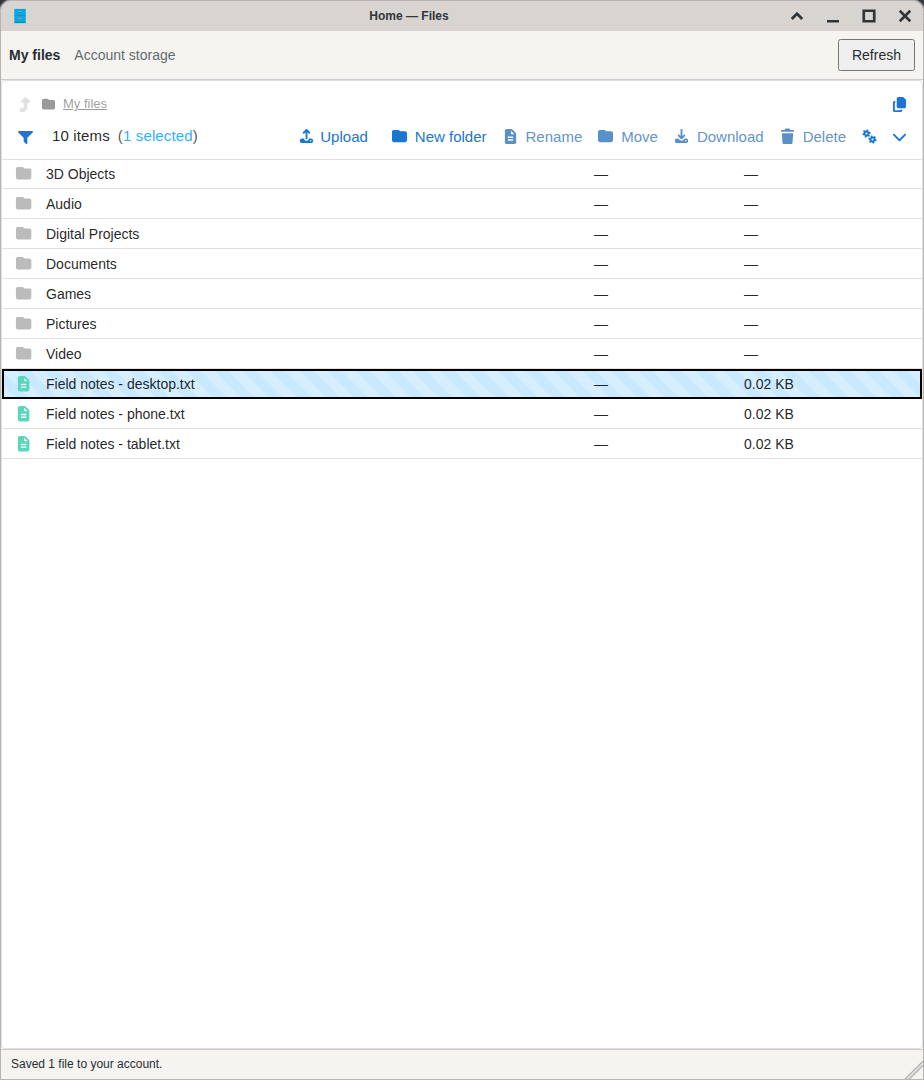 Home — Files
My files Account storage Refresh
My files
10 items (1 selected) Upload New folder Rename Move Download Delete
3D Objects — —
Audio — —
Digital Projects — —
Documents — —
Games — —
Pictures — —
Video — —
Field notes - desktop.txt — 0.02 KB
Field notes - phone.txt — 0.02 KB
Field notes - tablet.txt — 0.02 KB
Saved 1 file to your account.